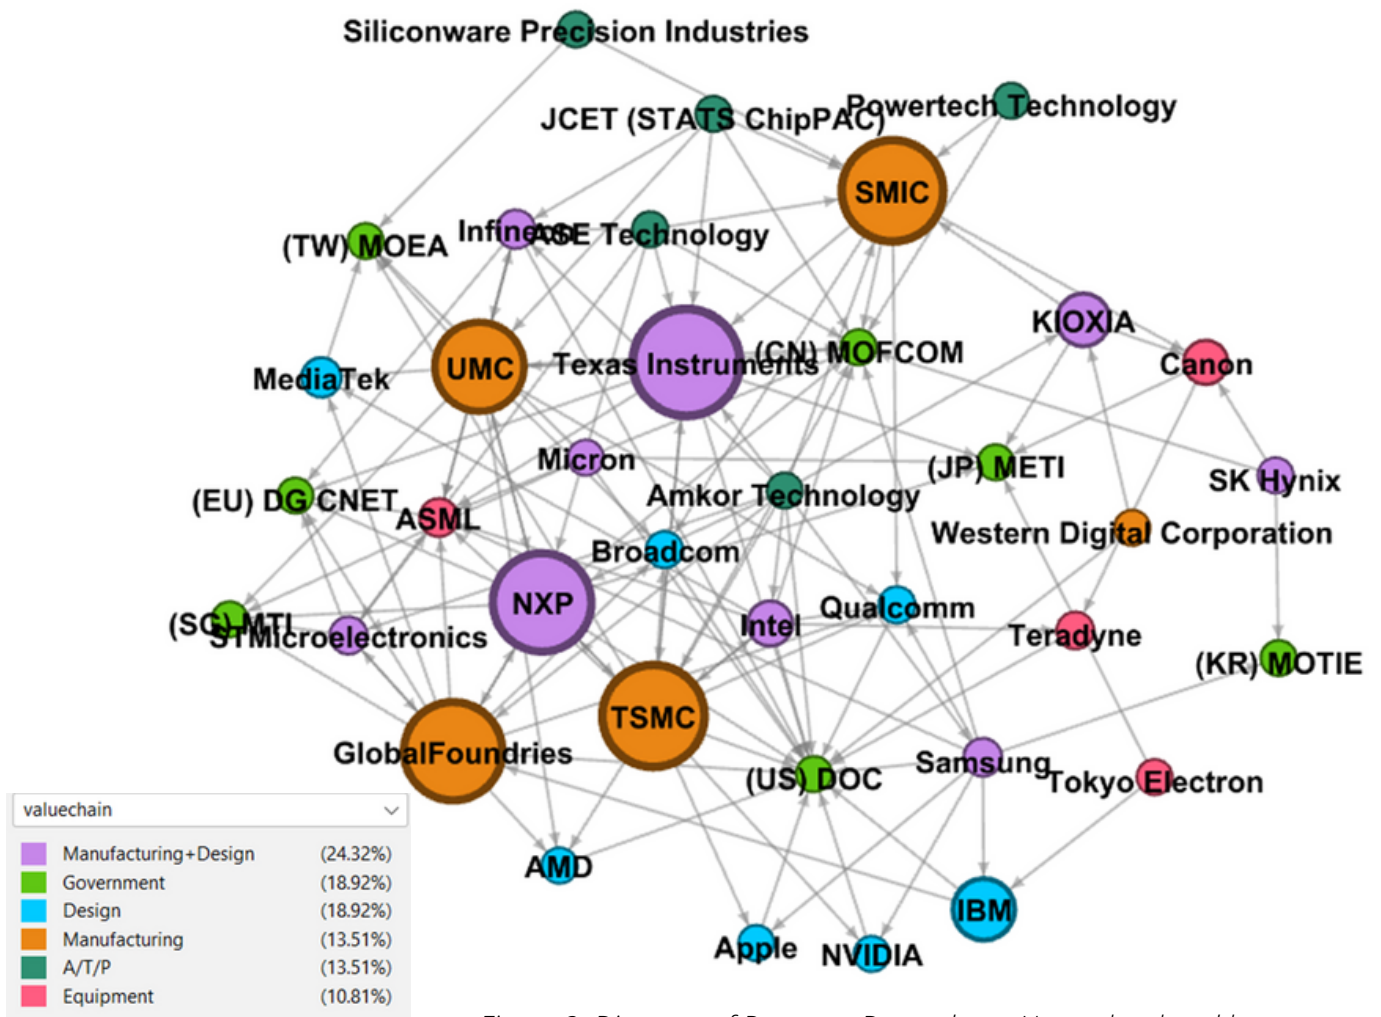 Siliconware Precision Industries
JCET (STATS ChipPAC)
Powertech Technology
SMIC
(TW) MOEA
Infineon
ASE Technology
KIOXIA
UMC
Texas Instruments
(CN) MOFCOM
Canon
MediaTek
Micron
(JP) METI
SK Hynix
(EU) DG CNET
ASML
Amkor Technology
Western Digital Corporation
Broadcom
NXP
Qualcomm
(SG) MTI
STMicroelectronics
Intel
Teradyne
(KR) MOTIE
TSMC
GlobalFoundries
(US) DOC
Samsung
Tokyo Electron
AMD
IBM
Apple
NVIDIA
valuechain
Manufacturing+Design (24.32%)
Government (18.92%)
Design (18.92%)
Manufacturing (13.51%)
A/T/P (13.51%)
Equipment (10.81%)